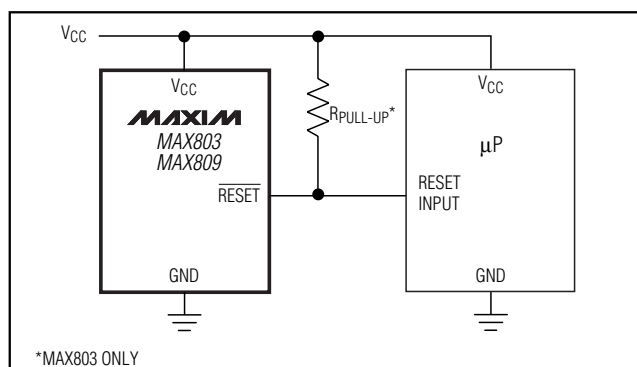 VCC
VCC
MAXIM
MAX803
MAX809
RESET
GND
RPULL-UP*
VCC
µP
RESET
INPUT
GND
*MAX803 ONLY